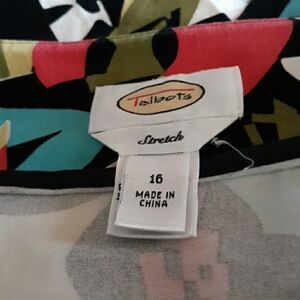 Talbots
Stretch
16
MADE IN
CHINA